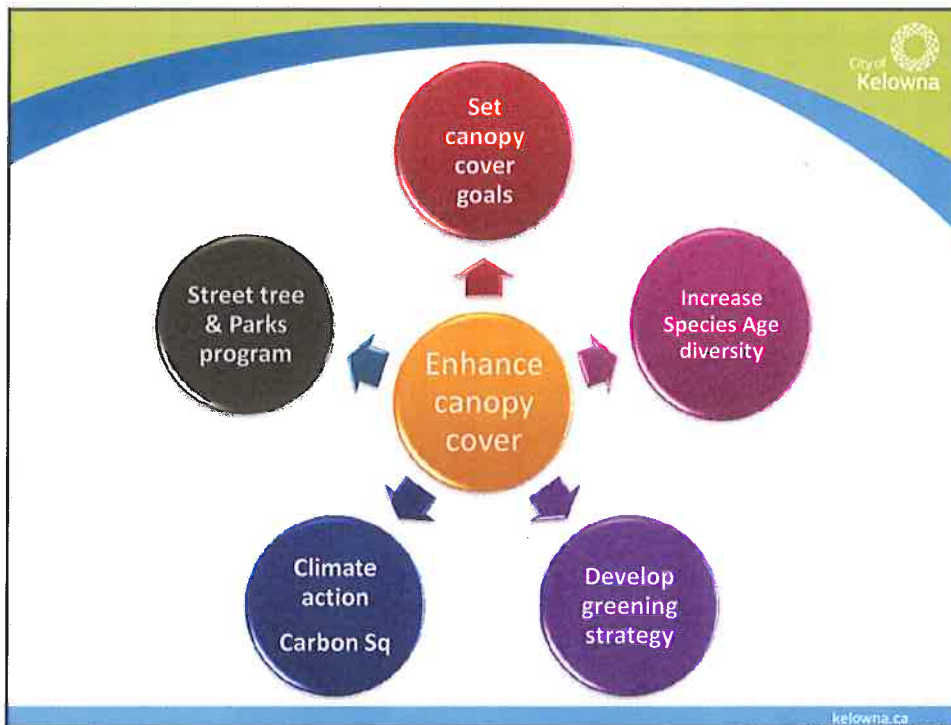 City of
Kelowna
Set
canopy
cover
goals
Street tree
& Parks
program
Increase
Species Age
diversity
Enhance
canopy
cover
Climate
action
Carbon Sq
Develop
greening
strategy
kelowna.ca